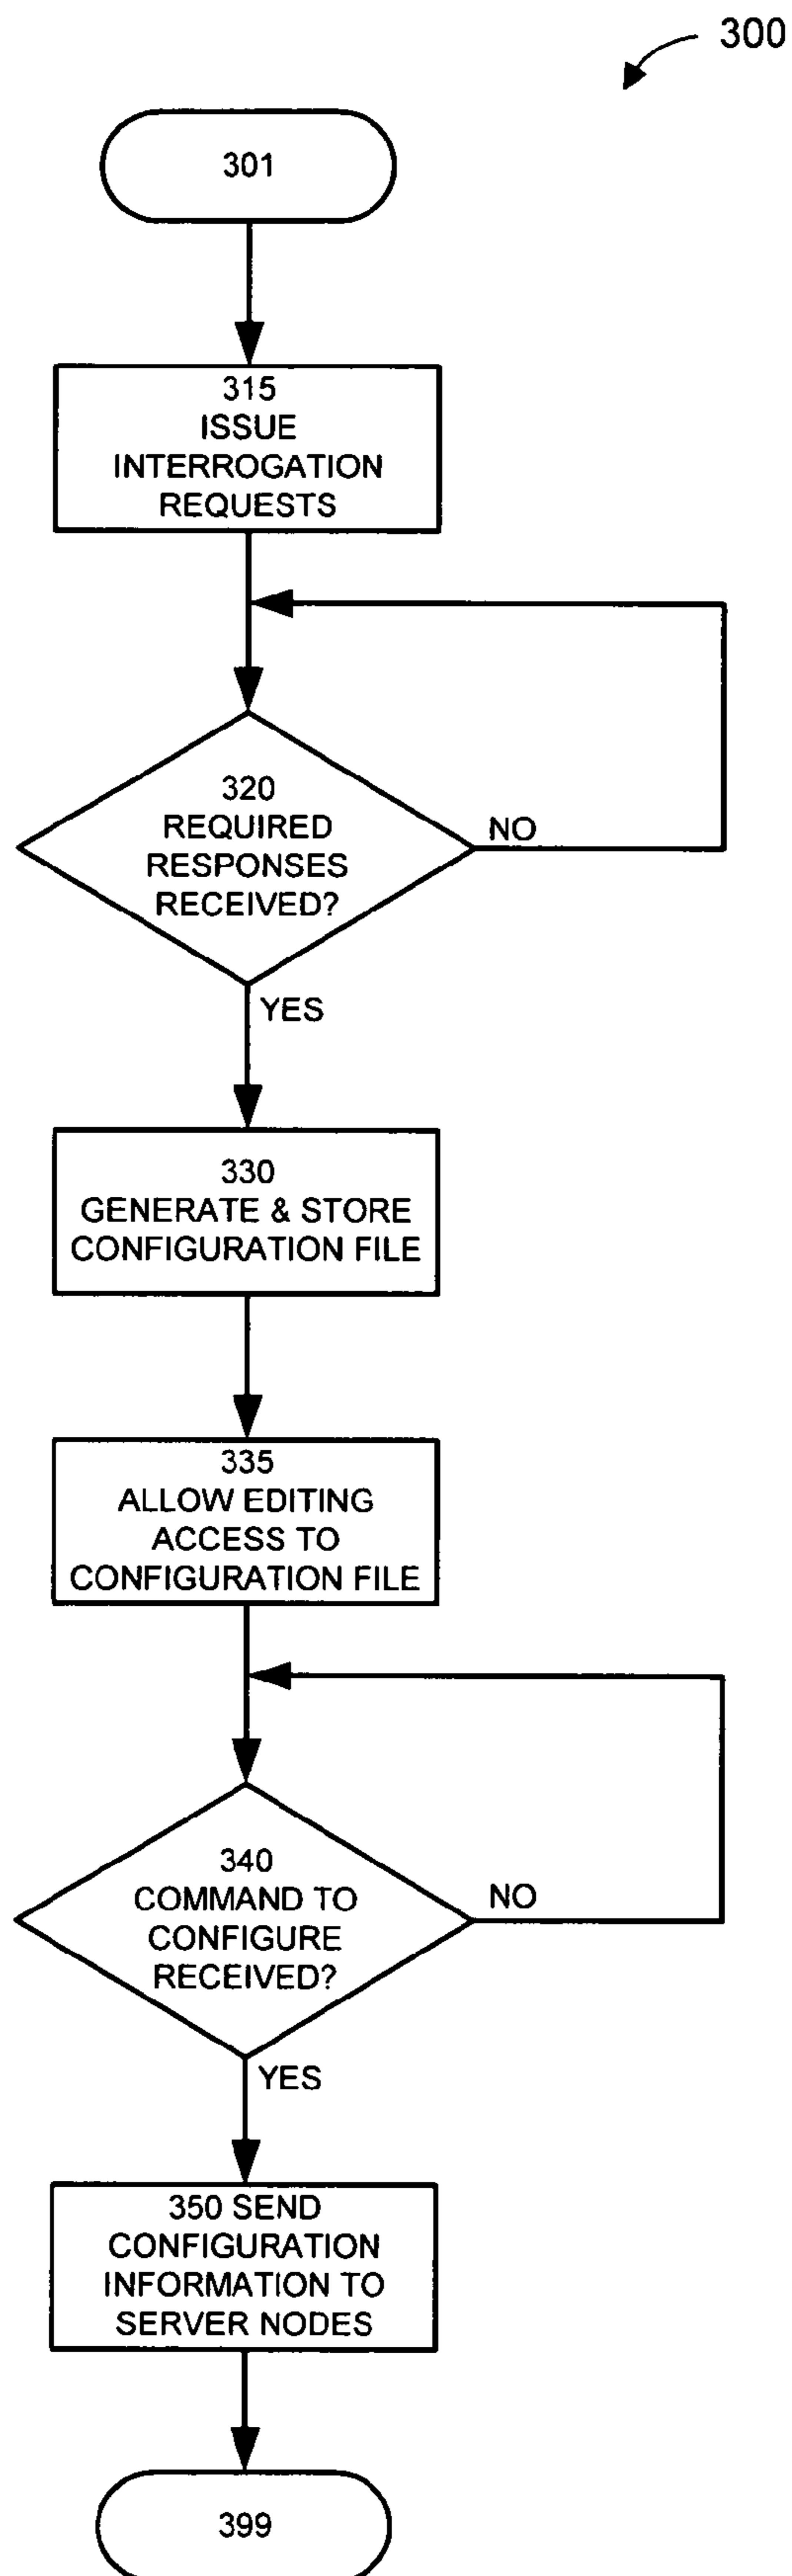 300
301
315
ISSUE
INTERROGATION
REQUESTS
320
REQUIRED
RESPONSES
RECEIVED?
NO
YES
330
GENERATE & STORE
CONFIGURATION FILE
335
ALLOW EDITING
ACCESS TO
CONFIGURATION FILE
340
COMMAND TO
CONFIGURE
RECEIVED?
NO
YES
350 SEND
CONFIGURATION
INFORMATION TO
SERVER NODES
399